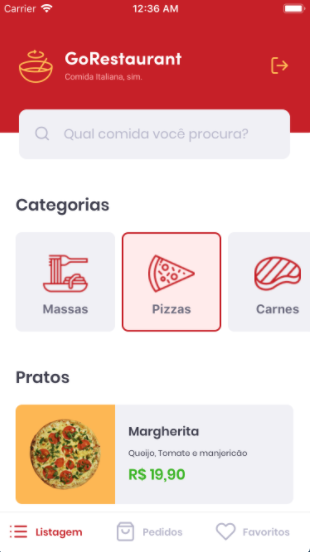 Carrier 12:36 AM
GoRestaurant
Comida Italiana, sim.
Qual comida você procura?
Categorias
Massas Pizzas Carnes
Pratos
Margherita
Queijo, Tomate e manjericão
R$ 19,90
Listagem Pedidos Favoritos